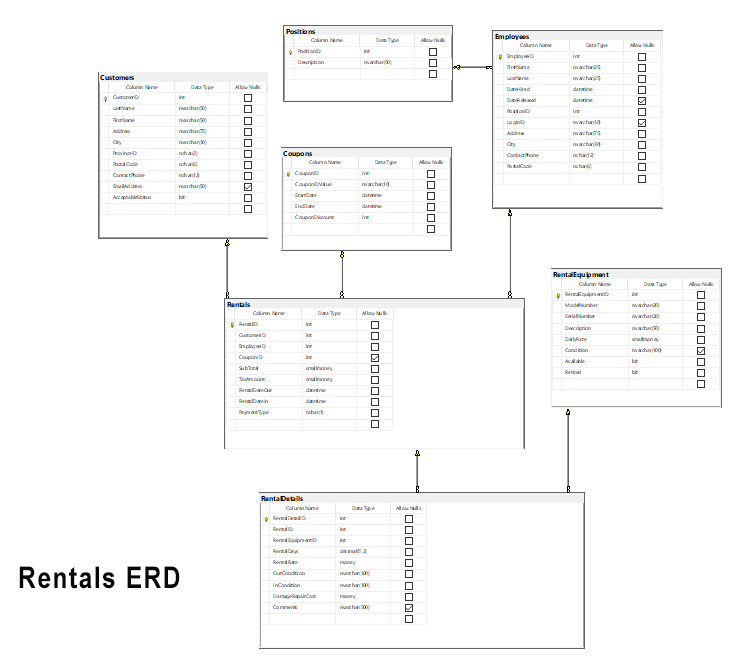 Positions
Column Name Data Type Allow Nulls
PositionID int
Description nvarchar(50)
Employees
Column Name Data Type Allow Nulls
EmployeeID int
FirstName nvarchar(25)
LastName nvarchar(25)
DateHired datetime
DateReleased datetime
PositionID int
LoginID nvarchar(30)
Address nvarchar(75)
City nvarchar(30)
ContactPhone nchar(12)
PostalCode nchar(6)
Customers
Column Name Data Type Allow Nulls
CustomerID int
LastName nvarchar(50)
FirstName nvarchar(50)
Address nvarchar(75)
City nvarchar(30)
ProvinceID nchar(2)
PostalCode nchar(6)
ContactPhone nchar(12)
EmailAddress nvarchar(50)
AcceptableStatus bit
Coupons
Column Name Data Type Allow Nulls
CouponID int
CouponIDValue nvarchar(10)
StartDate datetime
EndDate datetime
CouponDiscount int
RentalEquipment
Column Name Data Type Allow Nulls
RentalEquipmentID int
ModelNumber nvarchar(20)
SerialNumber nvarchar(20)
Description nvarchar(50)
DailyRate smallmoney
Condition nvarchar(100)
Available bit
Retired bit
Rentals
Column Name Data Type Allow Nulls
RentalID int
CustomerID int
EmployeeID int
CouponID int
SubTotal smallmoney
TaxAmount smallmoney
RentalDateOut datetime
RentalDateIn datetime
PaymentType nchar(1)
RentalDetails
Column Name Data Type Allow Nulls
RentalDetailID int
RentalID int
RentalEquipmentID int
RentalDays decimal(5, 2)
RentalRate money
OutCondition nvarchar(100)
InCondition nvarchar(100)
DamageRepairCost money
Comments nvarchar(500)
Rentals ERD